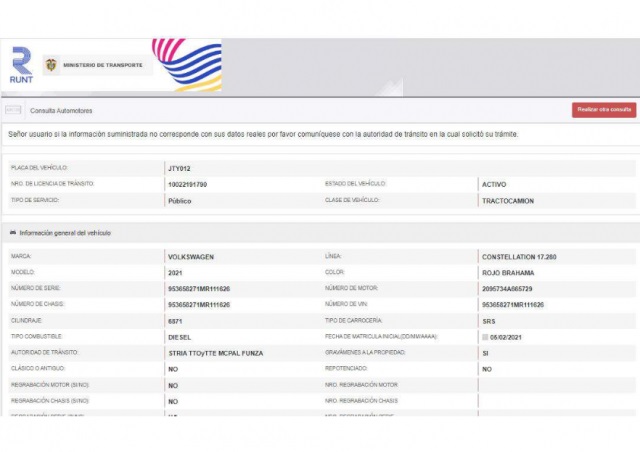 RUNT
MINISTERIO DE TRANSPORTE
Consulta Automotores
Realizar otra consulta
Señor usuario si la información suministrada no corresponde con sus datos reales por favor comuníquese con la autoridad de tránsito en la cual solicitó su trámite.
PLACA DEL VEHÍCULO: JTY012
NRO. DE LICENCIA DE TRÁNSITO: 10022191790 ESTADO DEL VEHÍCULO: ACTIVO
TIPO DE SERVICIO: Público CLASE DE VEHÍCULO: TRACTOCAMION
Información general del vehículo
MARCA: VOLKSWAGEN LÍNEA: CONSTELLATION 17.280
MODELO: 2021 COLOR: ROJO BRAHAMA
NÚMERO DE SERIE: 953658271MR111626 NÚMERO DE MOTOR: 2095734A865729
NÚMERO DE CHASIS: 953658271MR111626 NÚMERO DE VIN: 953658271MR111626
CILINDRAJE: 6871 TIPO DE CARROCERÍA: SRS
TIPO COMBUSTIBLE: DIESEL FECHA DE MATRICULA INICIAL(DD/MM/AAAA): 05/02/2021
AUTORIDAD DE TRÁNSITO: STRIA TTOyTTE MCPAL FUNZA GRAVÁMENES A LA PROPIEDAD: SI
CLÁSICO O ANTIGUO: NO REPOTENCIADO: NO
REGRABACIÓN MOTOR (SI/NO) NO NRO. REGRABACIÓN MOTOR
REGRABACIÓN CHASIS (SI/NO) NO NRO. REGRABACIÓN CHASIS